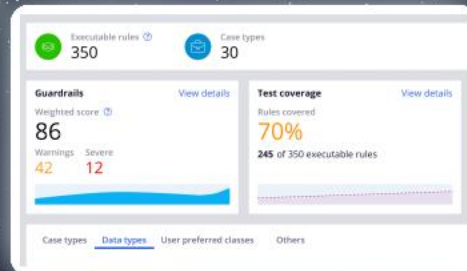 Executable rules
350
Case types
30
Guardrails View details
Weighted score
86
Warnings Severe
42 12
Test coverage View details
Rules covered
70%
245 of 350 executable rules
Case types Data types User preferred classes Others